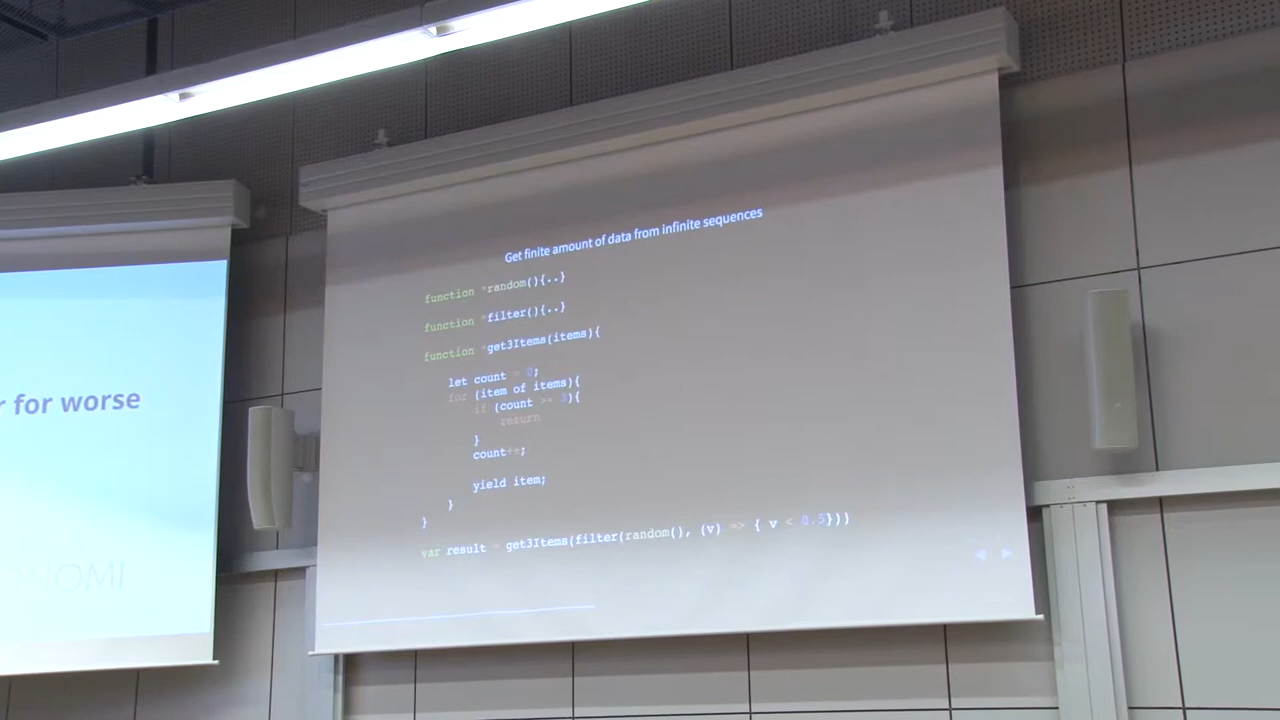 r for worse
NOMI
Get finite amount of data from infinite sequences
function *random(){..}
function *filter(){..}
function *get3Items(items){
let count = 0;
for (item of items){
if (count >= 3){
return
}
count++;
yield item;
}
}
var result = get3Items(filter(random(), (v) => { v < 0.5}))